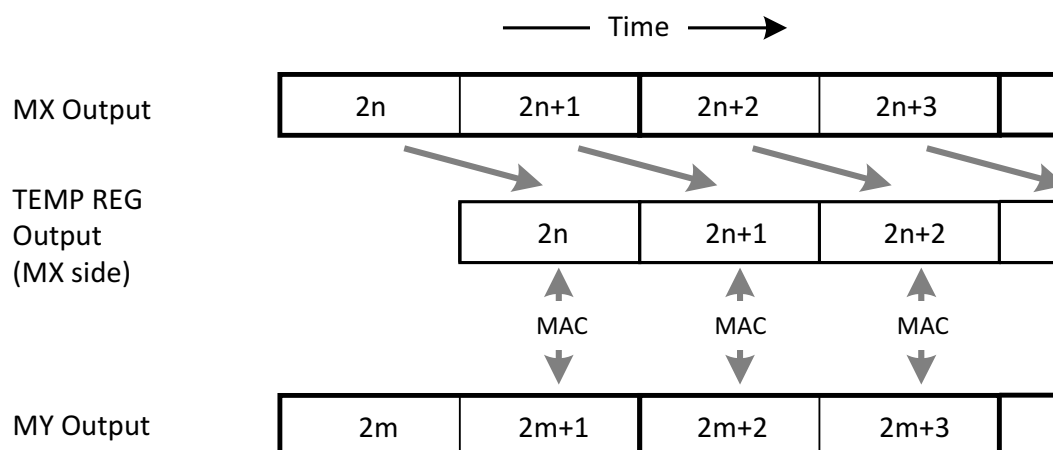 Time
MX Output
2n 2n+1 2n+2 2n+3
TEMP REG
Output
(MX side)
2n 2n+1 2n+2
MAC MAC MAC
MY Output
2m 2m+1 2m+2 2m+3